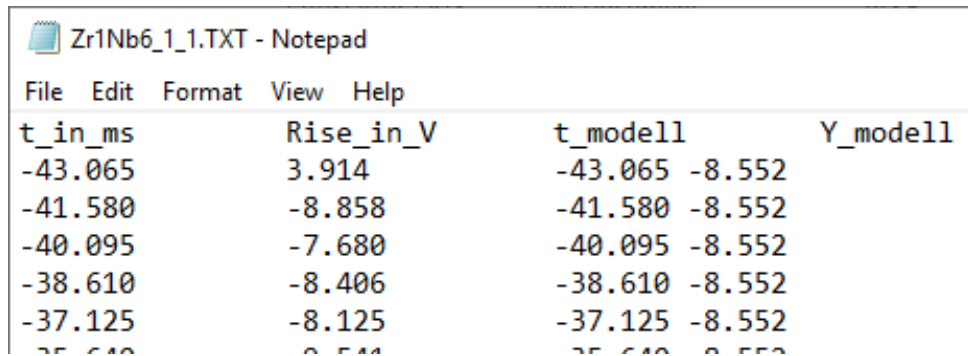 Zr1Nb6_1_1.TXT - Notepad
File Edit Format View Help
t_in_ms Rise_in_V t_modell Y_modell
-43.065 3.914 -43.065 -8.552
-41.580 -8.858 -41.580 -8.552
-40.095 -7.680 -40.095 -8.552
-38.610 -8.406 -38.610 -8.552
-37.125 -8.125 -37.125 -8.552